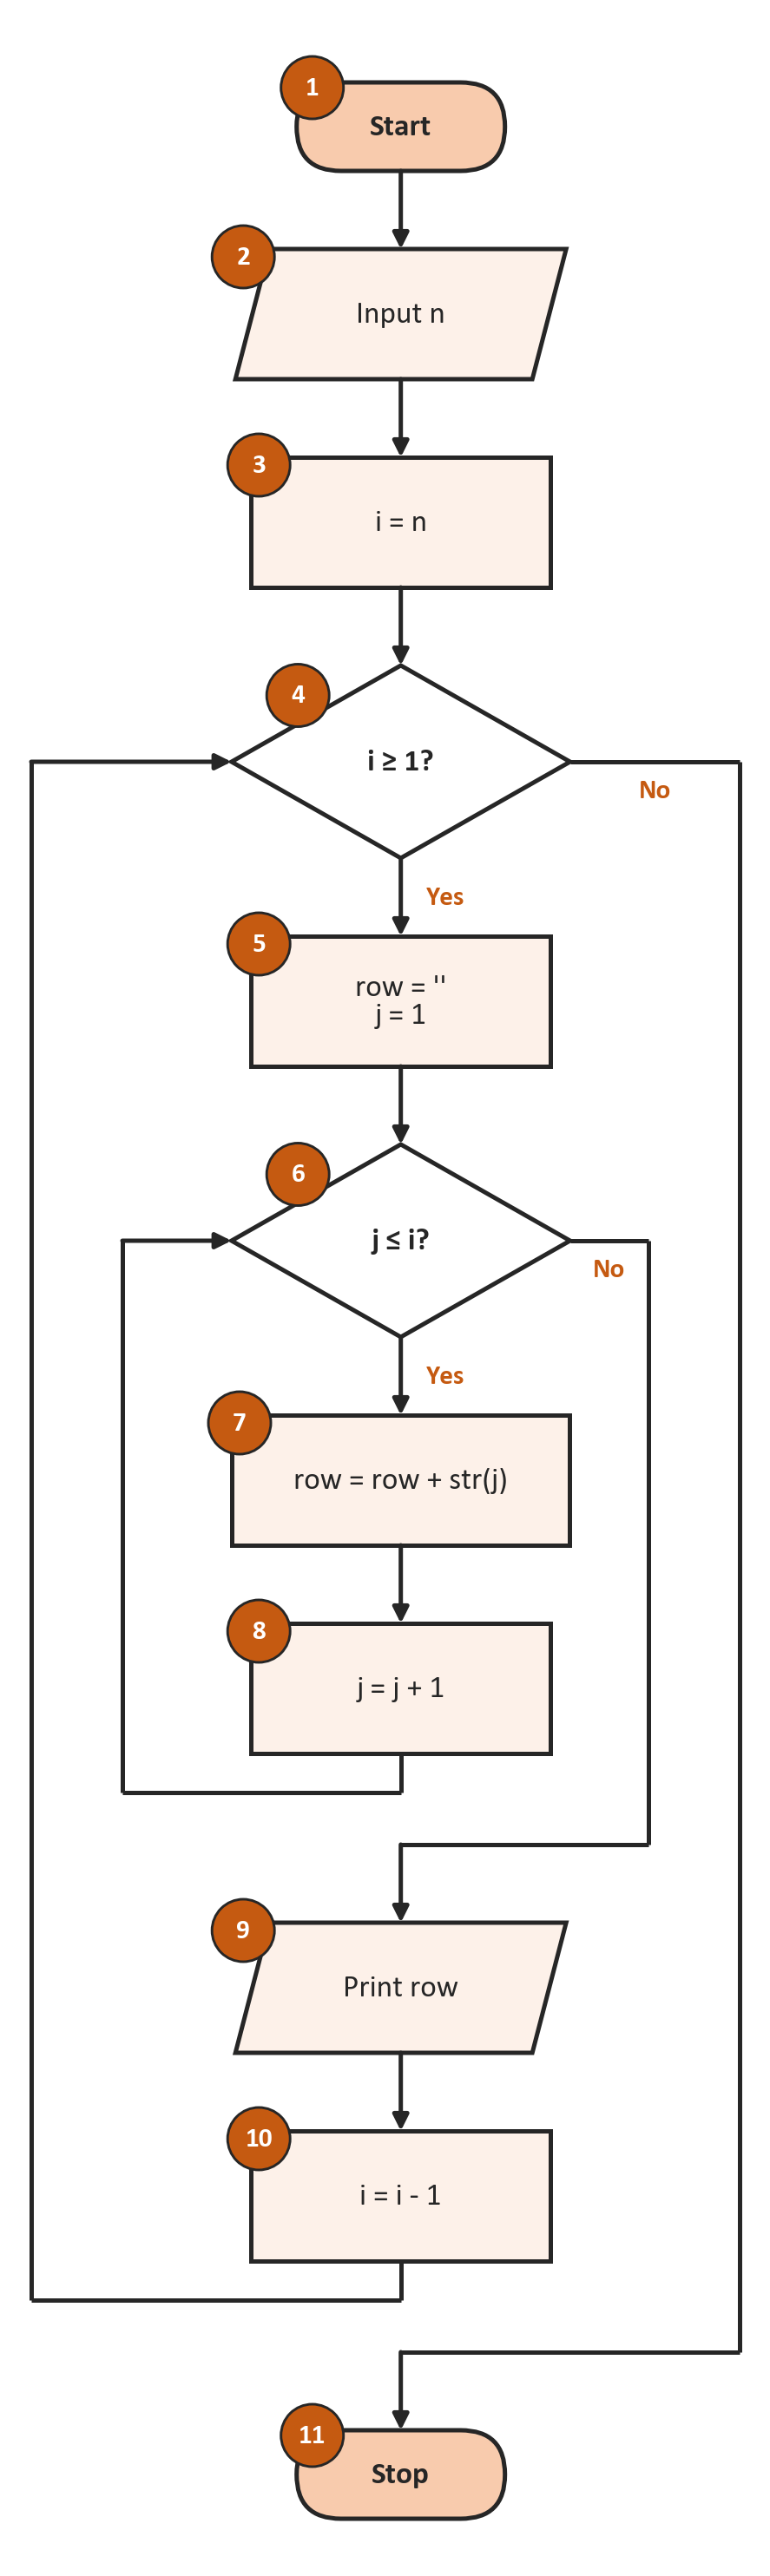 1
Start
2
Input n
3
i = n
4
i ≥ 1?
No
Yes
5
row = ''
j = 1
6
j ≤ i?
No
Yes
7
row = row + str(j)
8
j = j + 1
9
Print row
10
i = i - 1
11
Stop